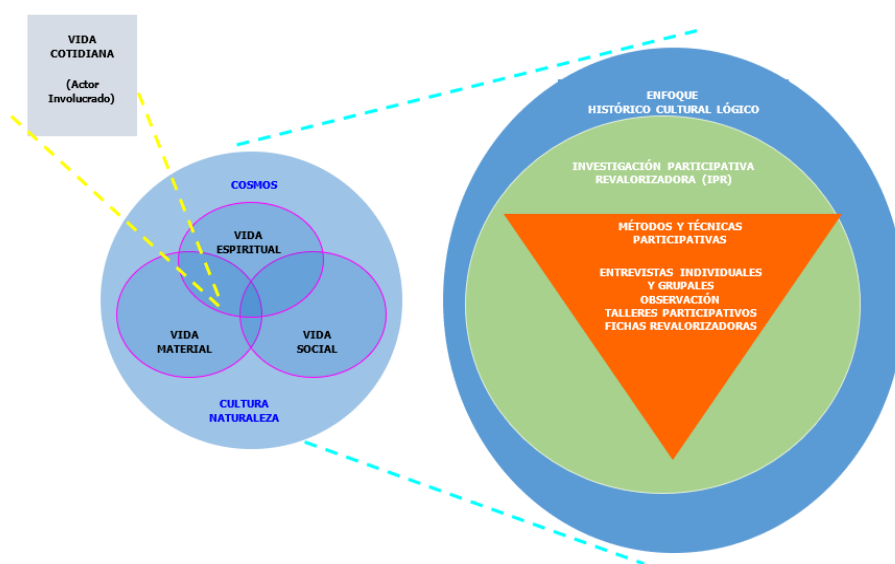 VIDA
COTIDIANA
(Actor
Involucrado)
COSMOS
VIDA
ESPIRITUAL
VIDA
MATERIAL
VIDA
SOCIAL
CULTURA
NATURALEZA
ENFOQUE
HISTÓRICO CULTURAL LÓGICO
INVESTIGACIÓN PARTICIPATIVA
REVALORIZADORA (IPR)
MÉTODOS Y TÉCNICAS
PARTICIPATIVAS
ENTREVISTAS INDIVIDUALES
Y GRUPALES
OBSERVACIÓN
TALLERES PARTICIPATIVOS
FICHAS REVALORIZADORAS